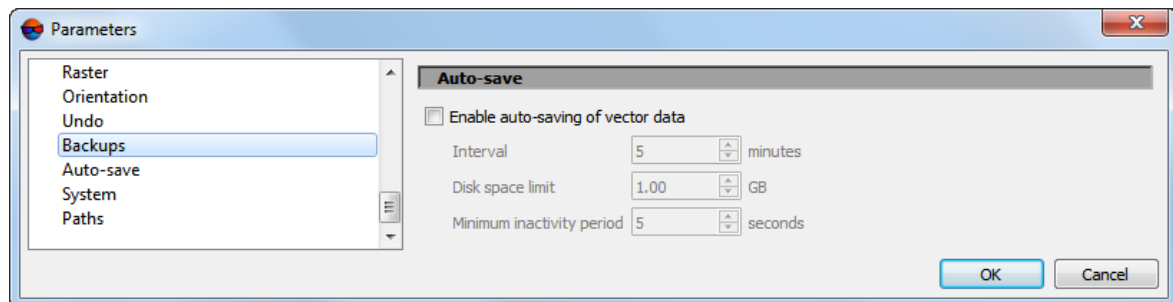 Parameters
Raster
Orientation
Undo
Backups
Auto-save
System
Paths
Auto-save
Enable auto-saving of vector data
Interval 5 minutes
Disk space limit 1.00 GB
Minimum inactivity period 5 seconds
OK Cancel